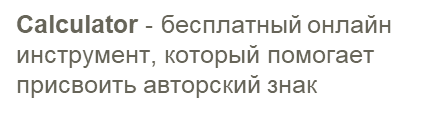 Calculator - бесплатный онлайн
инструмент, который помогает
присвоить авторский знак